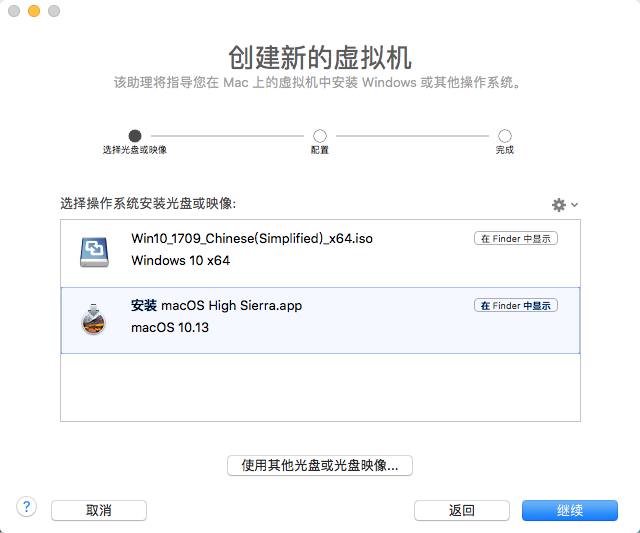 创建新的虚拟机
该助理将指导您在 Mac 上的虚拟机中安装 Windows 或其他操作系统。
选择光盘或映像
配置
完成
选择操作系统安装光盘或映像:
Win10_1709_Chinese(Simplified)_x64.iso
在 Finder 中显示
Windows 10 x64
安装 macOS High Sierra.app
在 Finder 中显示
macOS 10.13
使用其他光盘或光盘映像...
?
取消
返回
继续